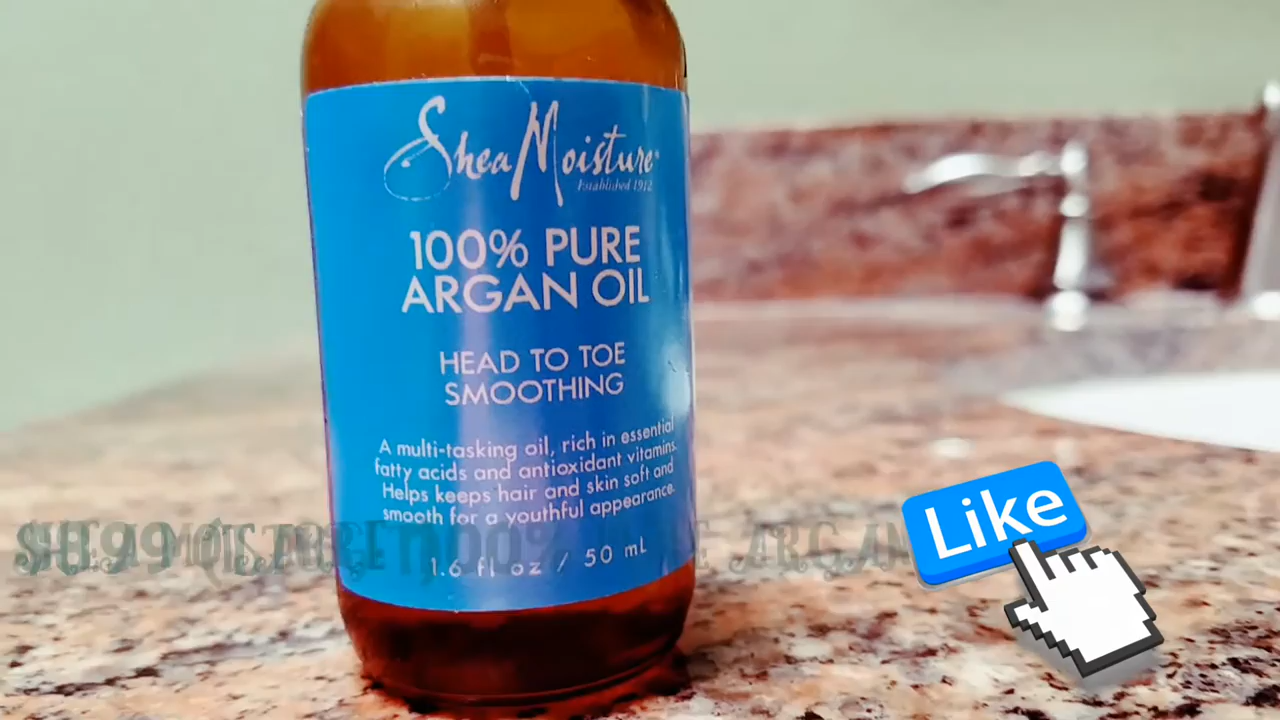 Shea Moisture
Established 1912
100% PURE
ARGAN OIL
HEAD TO TOE
SMOOTHING
A multi-tasking oil, rich in essential
fatty acids and antioxidant vitamins.
Helps keeps hair and skin soft and
smooth for a youthful appearance.
1.6 fl oz / 50 mL
Like